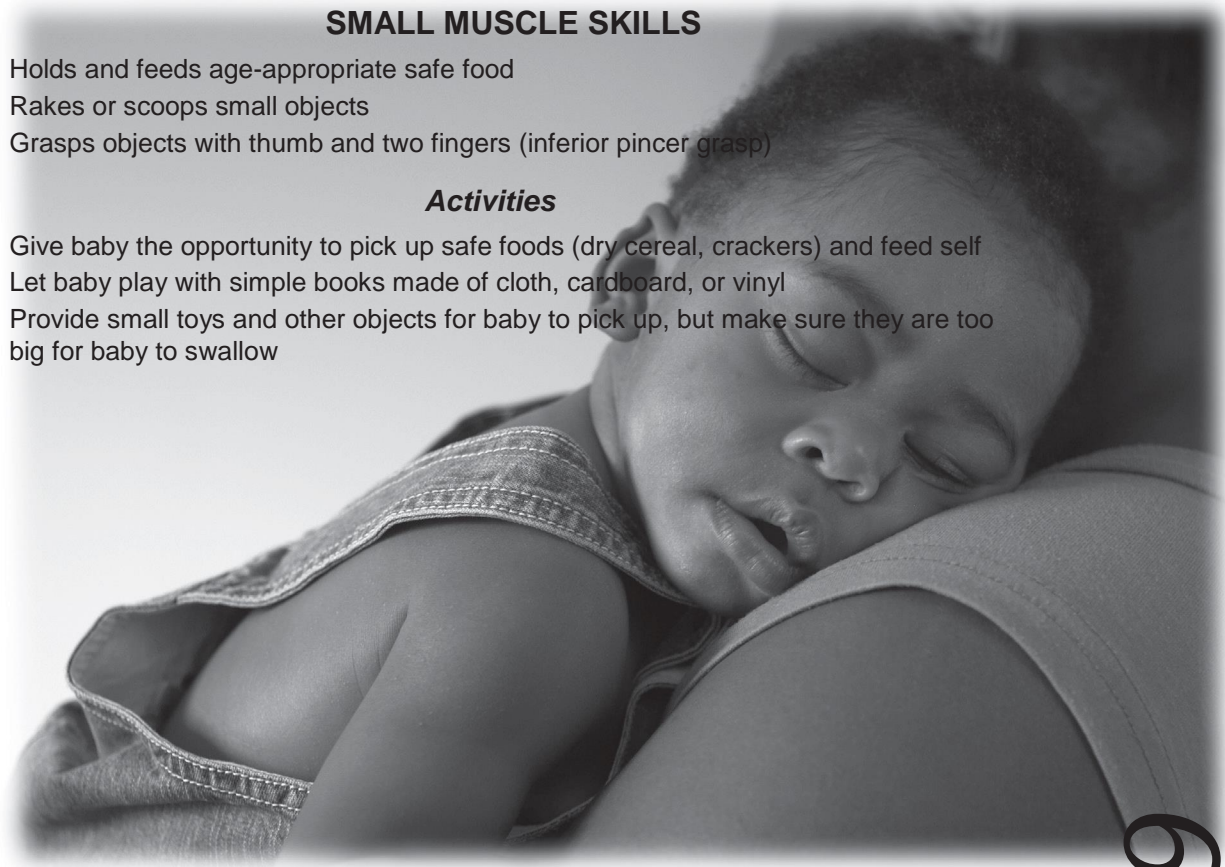 SMALL MUSCLE SKILLS
Holds and feeds age-appropriate safe food
Rakes or scoops small objects
Grasps objects with thumb and two fingers (inferior pincer grasp)
Activities
Give baby the opportunity to pick up safe foods (dry cereal, crackers) and feed self
Let baby play with simple books made of cloth, cardboard, or vinyl
Provide small toys and other objects for baby to pick up, but make sure they are too
big for baby to swallow